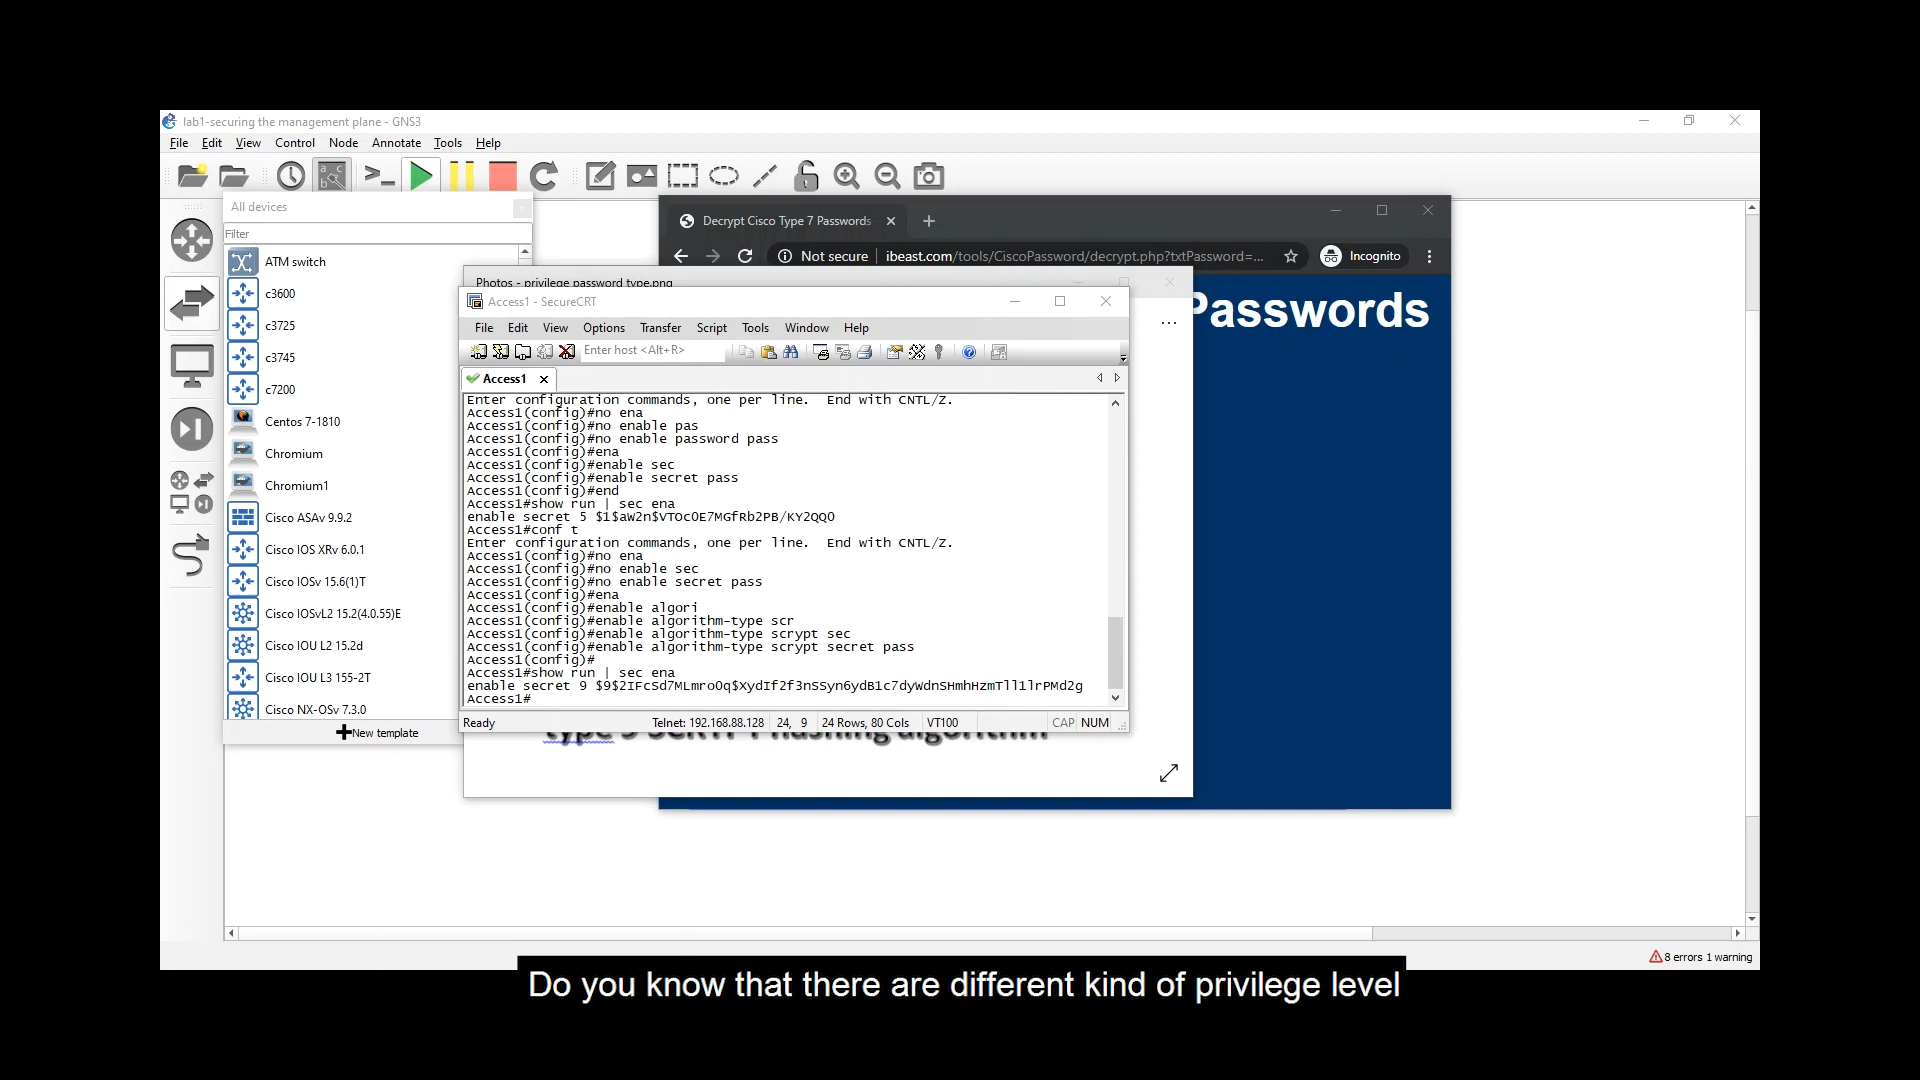 lab1-securing the management plane - GNS3
File Edit View Control Node Annotate Tools Help
All devices
Filter
ATM switch
c3600
c3725
c3745
c7200
Centos 7-1810
Chromium
Chromium1
Cisco ASAv 9.9.2
Cisco IOS XRv 6.0.1
Cisco IOSv 15.6(1)T
Cisco IOSvL2 15.2(4.0.55)E
Cisco IOU L2 15.2d
Cisco IOU L3 155-2T
Cisco NX-OSv 7.3.0
New template
Decrypt Cisco Type 7 Passwords
Not secure ibeast.com/tools/CiscoPassword/decrypt.php?txtPassword=...
Incognito
Passwords
Photos - privilege password type.png
Access1 - SecureCRT
File Edit View Options Transfer Script Tools Window Help
Enter host <Alt+R>
Access1
Enter configuration commands, one per line. End with CNTL/Z.
Access1(config)#no ena
Access1(config)#no enable pas
Access1(config)#no enable password pass
Access1(config)#ena
Access1(config)#enable sec
Access1(config)#enable secret pass
Access1(config)#end
Access1#show run | sec ena
enable secret 5 $1$aW2n$VTOcOE7MGfRb2PB/KY2QQ0
Access1#conf t
Enter configuration commands, one per line. End with CNTL/Z.
Access1(config)#no ena
Access1(config)#no enable sec
Access1(config)#no enable secret pass
Access1(config)#ena
Access1(config)#enable algori
Access1(config)#enable algorithm-type scr
Access1(config)#enable algorithm-type scrypt sec
Access1(config)#enable algorithm-type scrypt secret pass
Access1(config)#
Access1#show run | sec ena
enable secret 9 $9$2IFcSd7MLmroOq$XydIf2f3nSSyn6ydB1c7dyWdnSHmhHzmTll1lrPMd2g
Access1#
Ready Telnet: 192.168.88.128 24, 9 24 Rows, 80 Cols VT100 CAP NUM
type 9 SCRYPT hashing algorithm
8 errors 1 warning
Do you know that there are different kind of privilege level